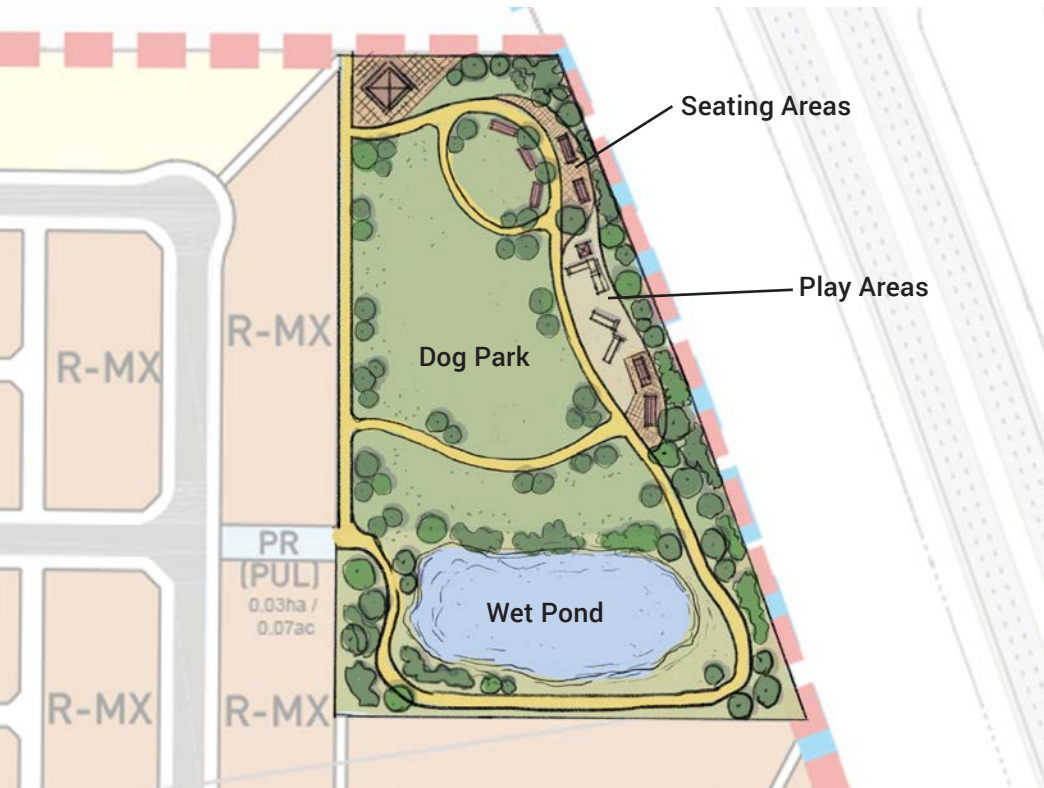 Seating Areas
Play Areas
R-MX
R-MX
Dog Park
PR
(PUL)
0.03ha /
0.07ac
Wet Pond
R-MX
R-MX